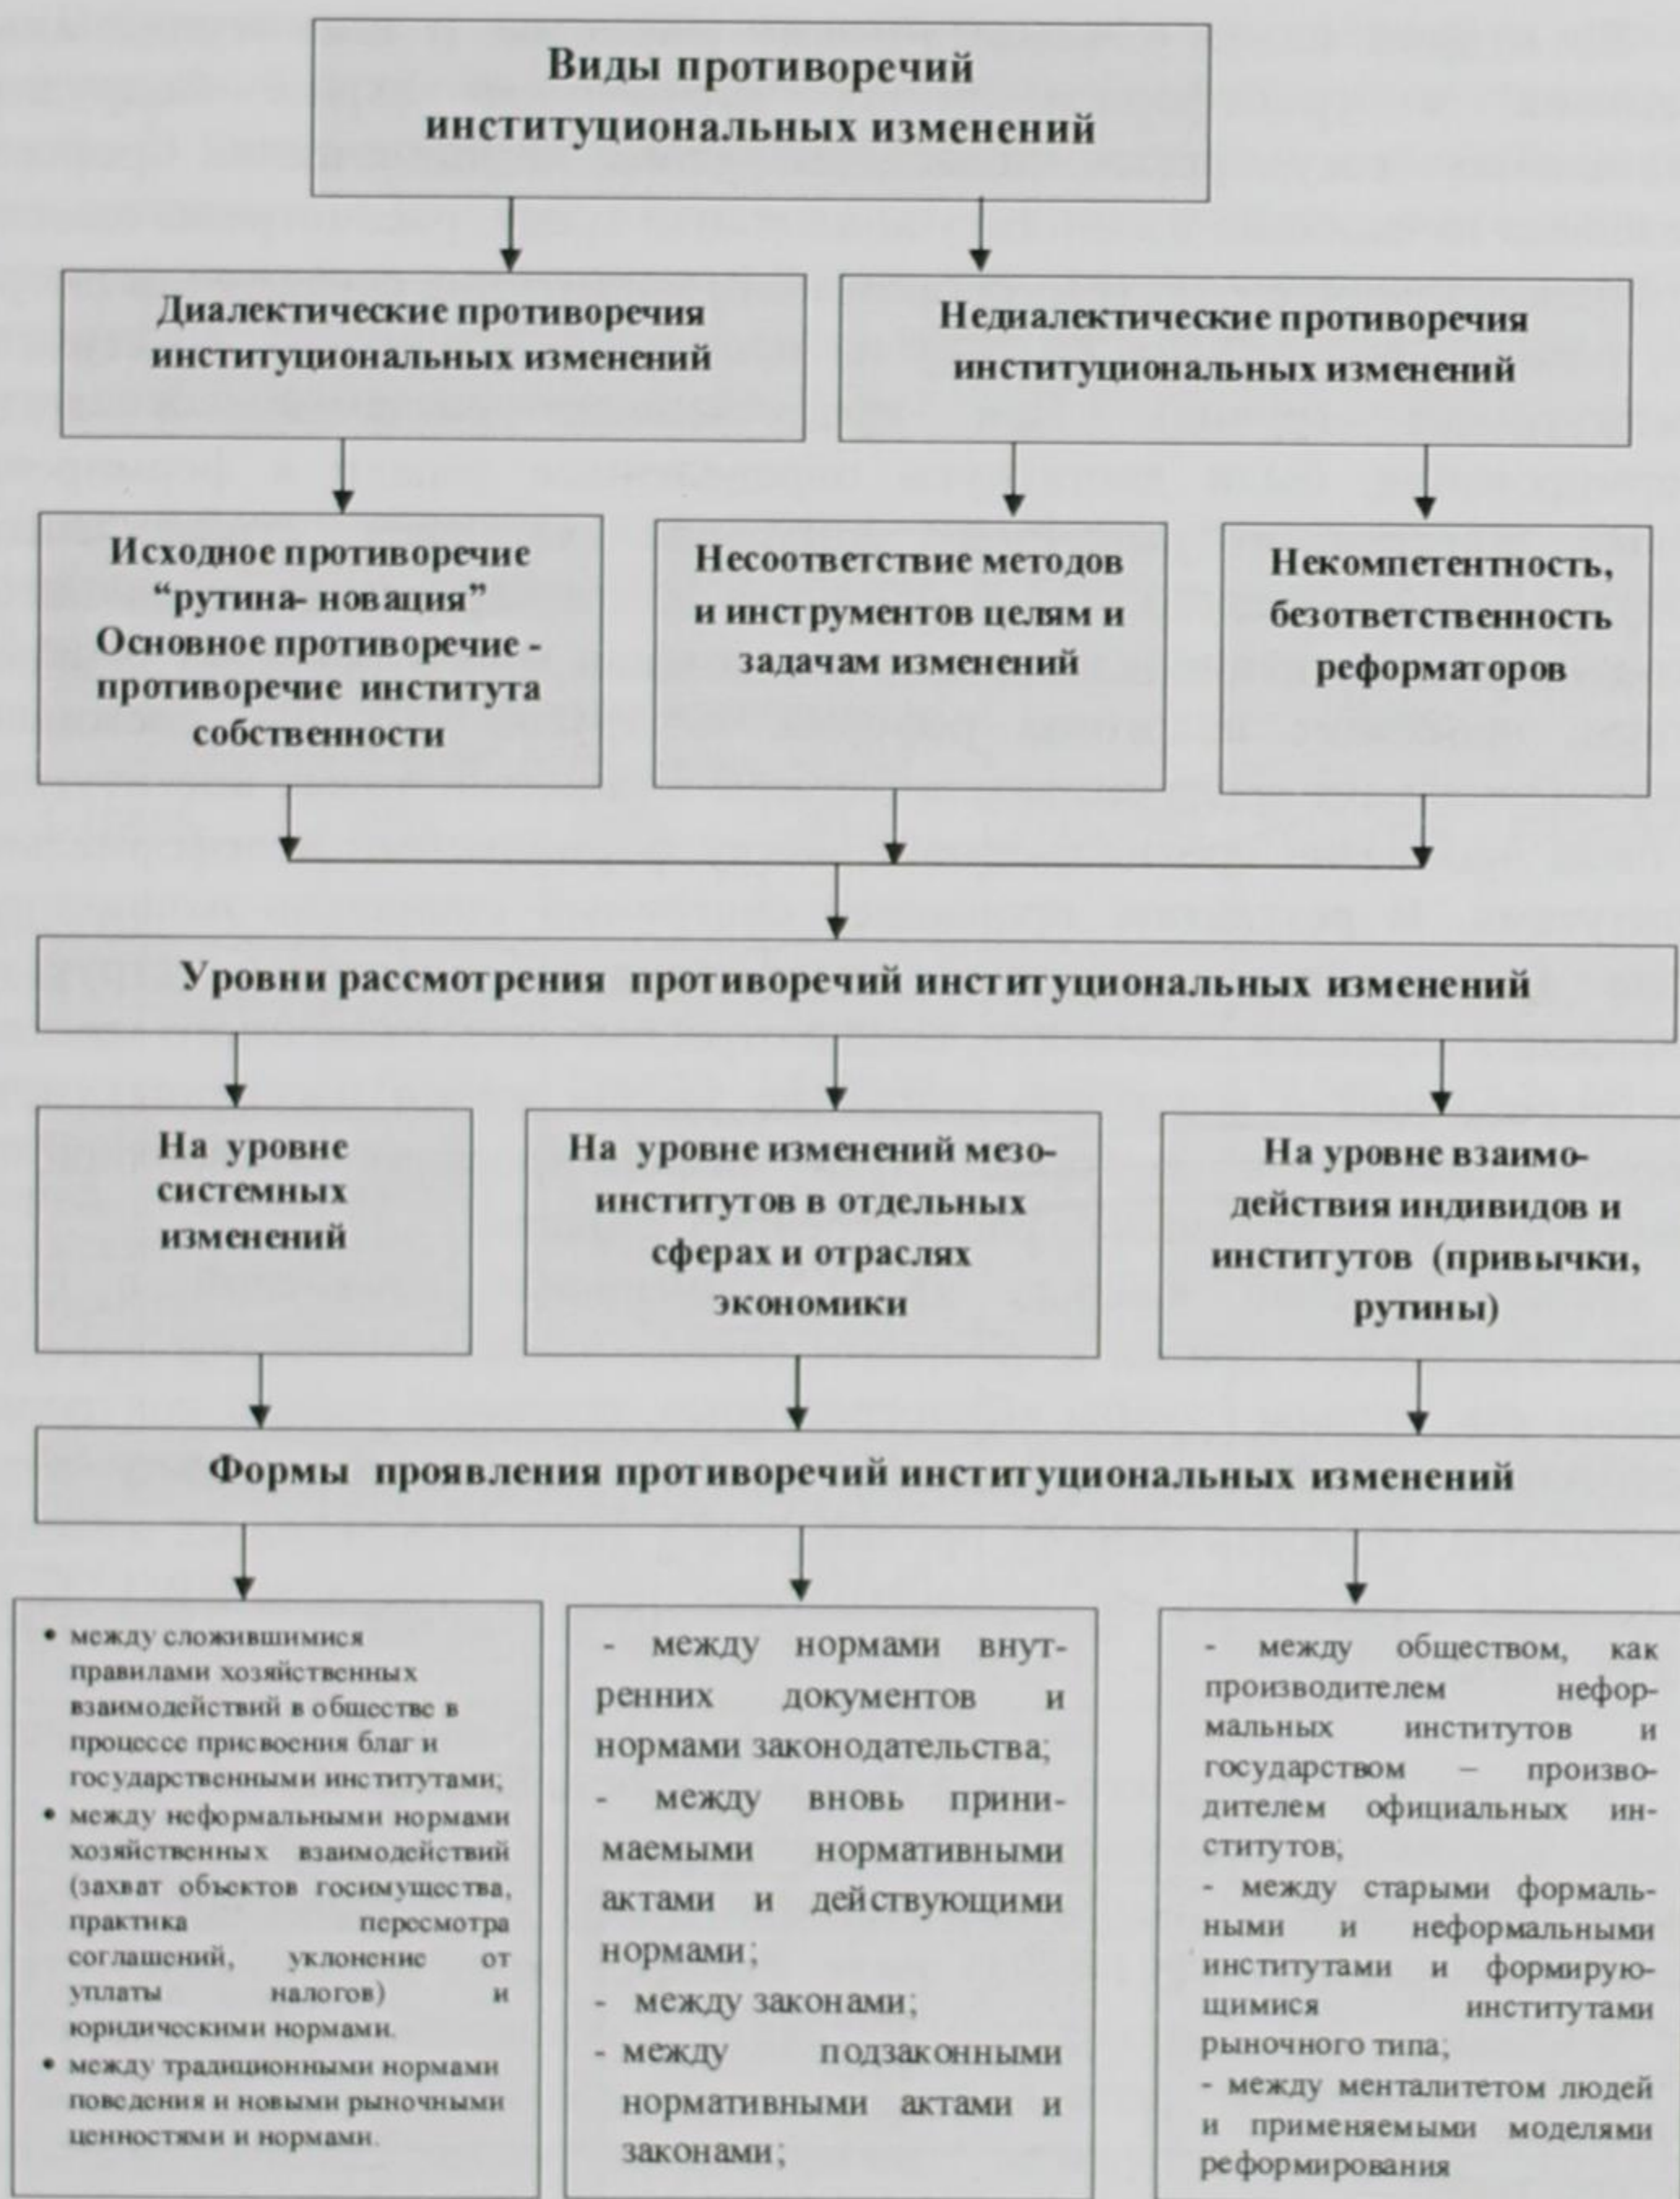 Виды противоречий
институциональных изменений
Диалектические противоречия
институциональных изменений
Недиалектические противоречия
институциональных изменений
Исходное противоречие
“рутина- новация”
Основное противоречие -
противоречие института
собственности
Несоответствие методов
и инструментов целям и
задачам изменений
Некомпетентность,
безответственность
реформаторов
Уровни рассмотрения противоречий институциональных изменений
На уровне
системных
изменений
На уровне изменений мезо-
институтов в отдельных
сферах и отраслях
экономики
На уровне взаимо-
действия индивидов и
институтов (привычки,
рутины)
Формы проявления противоречий институциональных изменений
• между сложившимися
правилами хозяйственных
взаимодействий в обществе в
процессе присвоения благ и
государственными институтами;
• между неформальными нормами
хозяйственных взаимодействий
(захват объектов госимущества,
практика пересмотра
соглашений, уклонение от
уплаты налогов) и
юридическими нормами.
• между традиционными нормами
поведения и новыми рыночными
ценностями и нормами.
- между нормами внут-
ренних документов и
нормами законодательства;
- между вновь прини-
маемыми нормативными
актами и действующими
нормами;
- между законами;
- между подзаконными
нормативными актами и
законами;
- между обществом, как
производителем нефор-
мальных институтов и
государством – произво-
дителем официальных ин-
ститутов;
- между старыми формаль-
ными и неформальными
институтами и формирую-
щимися институтами
рыночного типа;
- между менталитетом людей
и применяемыми моделями
реформирования